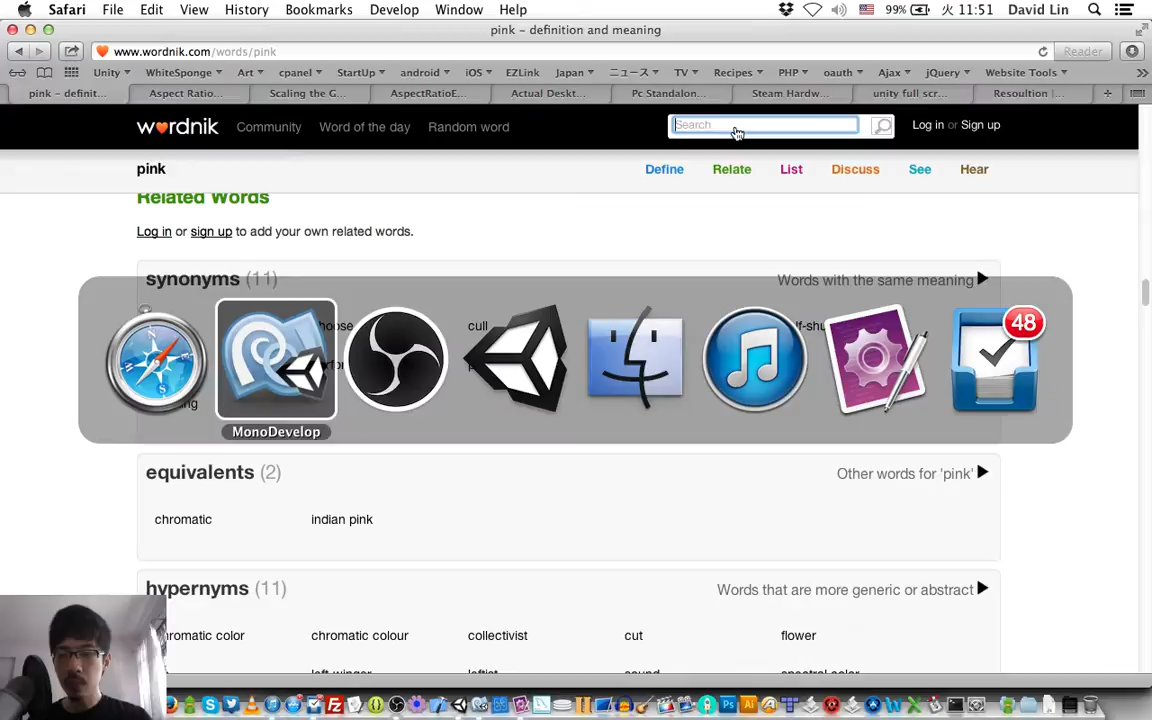 Safari File Edit View History Bookmarks Develop Window Help 99% 火 11:51 David Lin
pink – definition and meaning
www.wordnik.com/words/pink Reader
Unity WhiteSponge Art cpanel StartUp android iOS EZLink Japan ニュース TV Recipes PHP oauth Ajax jQuery Website Tools
pink – definit... Aspect Ratio... Scaling the G... AspectRatioE... Actual Deskt... Pc Standalon... Steam Hardw... unity full scr... Resoultion |...
wordnik Community Word of the day Random word Search Log in or Sign up
pink Define Relate List Discuss See Hear
Related Words
Log in or sign up to add your own related words.
synonyms (11) Words with the same meaning
cull
48
MonoDevelop
equivalents (2) Other words for 'pink'
chromatic indian pink
hypernyms (11) Words that are more generic or abstract
chromatic colour collectivist cut flower